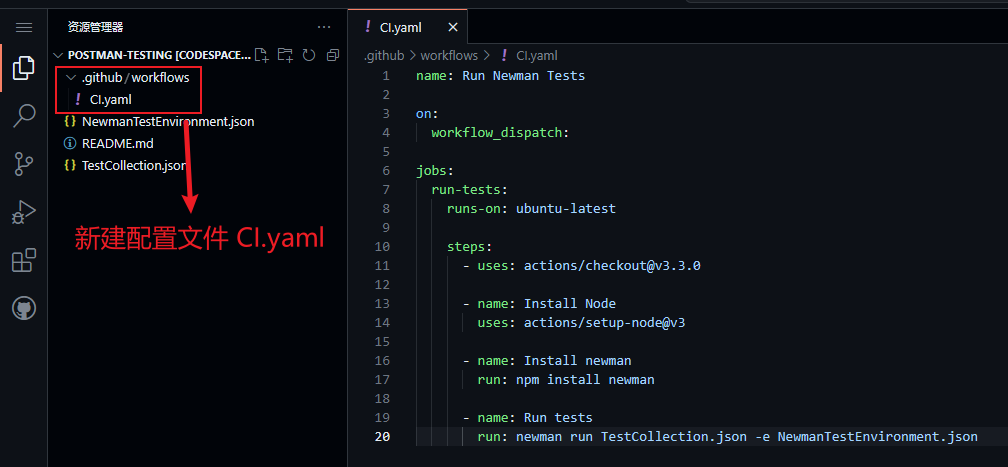 资源管理器
POSTMAN-TESTING [CODESPACE...
.github / workflows
! CI.yaml
{} NewmanTestEnvironment.json
README.md
{} TestCollection.json
新建配置文件 CI.yaml
! CI.yaml
.github > workflows > ! CI.yaml
1 name: Run Newman Tests
2
3 on:
4 workflow_dispatch:
5
6 jobs:
7 run-tests:
8 runs-on: ubuntu-latest
9
10 steps:
11 - uses: actions/checkout@v3.3.0
12
13 - name: Install Node
14 uses: actions/setup-node@v3
15
16 - name: Install newman
17 run: npm install newman
18
19 - name: Run tests
20 run: newman run TestCollection.json -e NewmanTestEnvironment.json